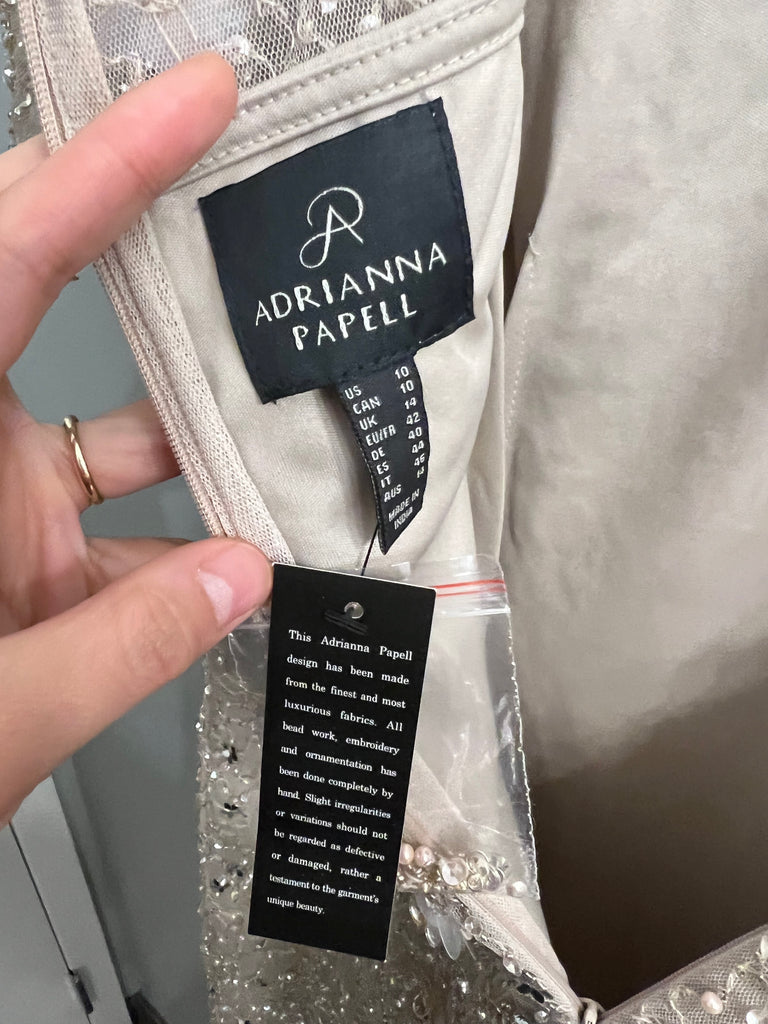 ADRIANNA
PAPELL
US 10
CAN 10
UK 14
EU/FR 42
DE 40
ES 44
IT 46
AUS 14
MADE IN
INDIA
This Adrianna Papell
design has been made
from the finest and most
luxurious fabrics. All
bead work, embroidery
and ornamentation has
been done completely by
hand. Slight irregularities
or variations should not
be regarded as defective
or damaged, rather a
testament to the garment's
unique beauty.